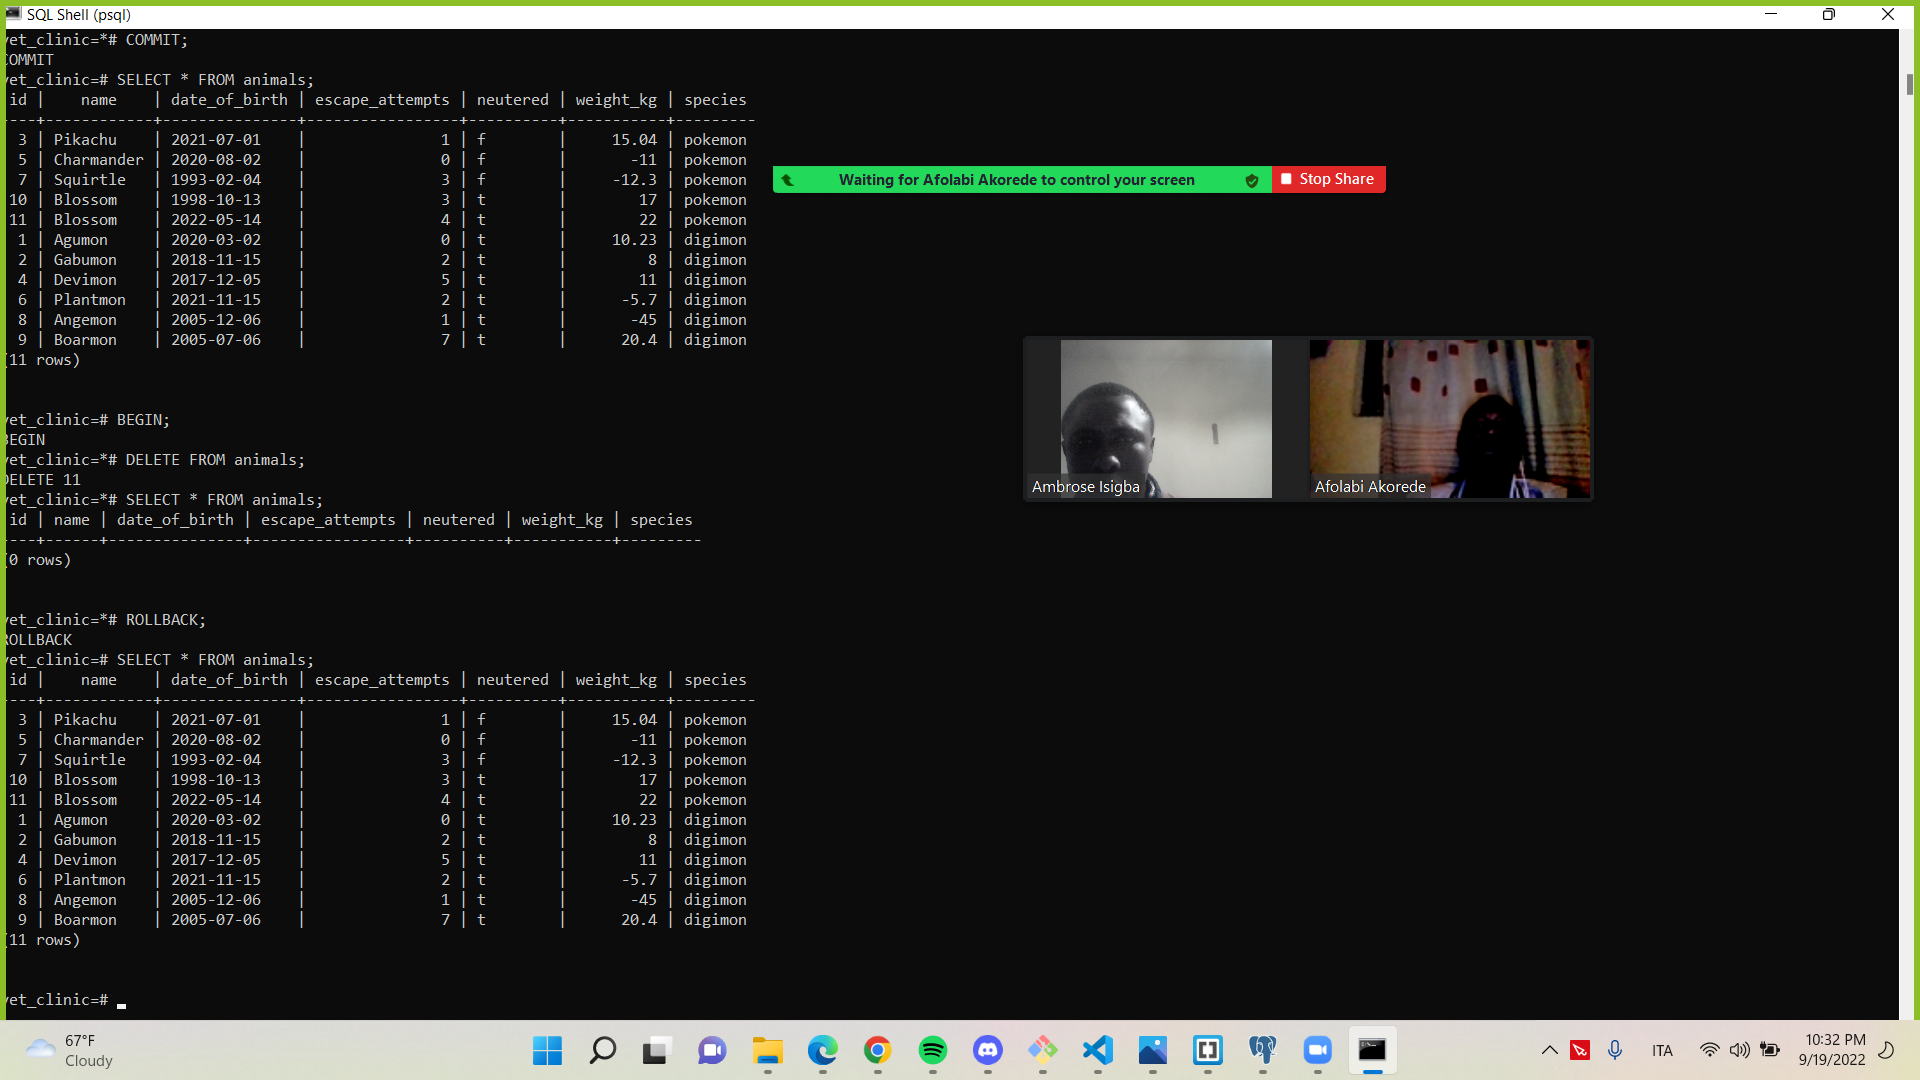 SQL Shell (psql)
vet_clinic=*# COMMIT;
COMMIT
vet_clinic=# SELECT * FROM animals;
id | name | date_of_birth | escape_attempts | neutered | weight_kg | species
----+------------+---------------+-----------------+----------+-----------+---------
3 | Pikachu | 2021-07-01 | 1 | f | 15.04 | pokemon
5 | Charmander | 2020-08-02 | 0 | f | -11 | pokemon
7 | Squirtle | 1993-02-04 | 3 | f | -12.3 | pokemon
10 | Blossom | 1998-10-13 | 3 | t | 17 | pokemon
11 | Blossom | 2022-05-14 | 4 | t | 22 | pokemon
1 | Agumon | 2020-03-02 | 0 | t | 10.23 | digimon
2 | Gabumon | 2018-11-15 | 2 | t | 8 | digimon
4 | Devimon | 2017-12-05 | 5 | t | 11 | digimon
6 | Plantmon | 2021-11-15 | 2 | t | -5.7 | digimon
8 | Angemon | 2005-12-06 | 1 | t | -45 | digimon
9 | Boarmon | 2005-07-06 | 7 | t | 20.4 | digimon
(11 rows)
vet_clinic=# BEGIN;
BEGIN
vet_clinic=*# DELETE FROM animals;
DELETE 11
vet_clinic=*# SELECT * FROM animals;
id | name | date_of_birth | escape_attempts | neutered | weight_kg | species
----+------+---------------+-----------------+----------+-----------+---------
(0 rows)
vet_clinic=*# ROLLBACK;
ROLLBACK
vet_clinic=# SELECT * FROM animals;
id | name | date_of_birth | escape_attempts | neutered | weight_kg | species
----+------------+---------------+-----------------+----------+-----------+---------
3 | Pikachu | 2021-07-01 | 1 | f | 15.04 | pokemon
5 | Charmander | 2020-08-02 | 0 | f | -11 | pokemon
7 | Squirtle | 1993-02-04 | 3 | f | -12.3 | pokemon
10 | Blossom | 1998-10-13 | 3 | t | 17 | pokemon
11 | Blossom | 2022-05-14 | 4 | t | 22 | pokemon
1 | Agumon | 2020-03-02 | 0 | t | 10.23 | digimon
2 | Gabumon | 2018-11-15 | 2 | t | 8 | digimon
4 | Devimon | 2017-12-05 | 5 | t | 11 | digimon
6 | Plantmon | 2021-11-15 | 2 | t | -5.7 | digimon
8 | Angemon | 2005-12-06 | 1 | t | -45 | digimon
9 | Boarmon | 2005-07-06 | 7 | t | 20.4 | digimon
(11 rows)
vet_clinic=#
Waiting for Afolabi Akorede to control your screen
Stop Share
Ambrose Isigba
Afolabi Akorede
67°F
Cloudy
ITA
10:32 PM
9/19/2022